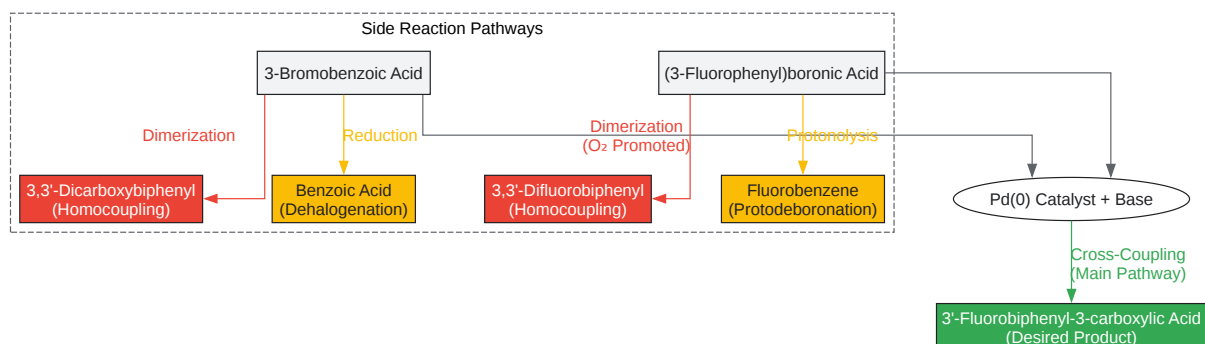 Side Reaction Pathways
3-Bromobenzoic Acid
(3-Fluorophenyl)boronic Acid
Dimerization
Reduction
Dimerization
(O₂ Promoted)
Protonolysis
3,3'-Dicarboxybiphenyl
(Homocoupling)
Benzoic Acid
(Dehalogenation)
3,3'-Difluorobiphenyl
(Homocoupling)
Fluorobenzene
(Protodeboronation)
Pd(0) Catalyst + Base
Cross-Coupling
(Main Pathway)
3'-Fluorobiphenyl-3-carboxylic Acid
(Desired Product)